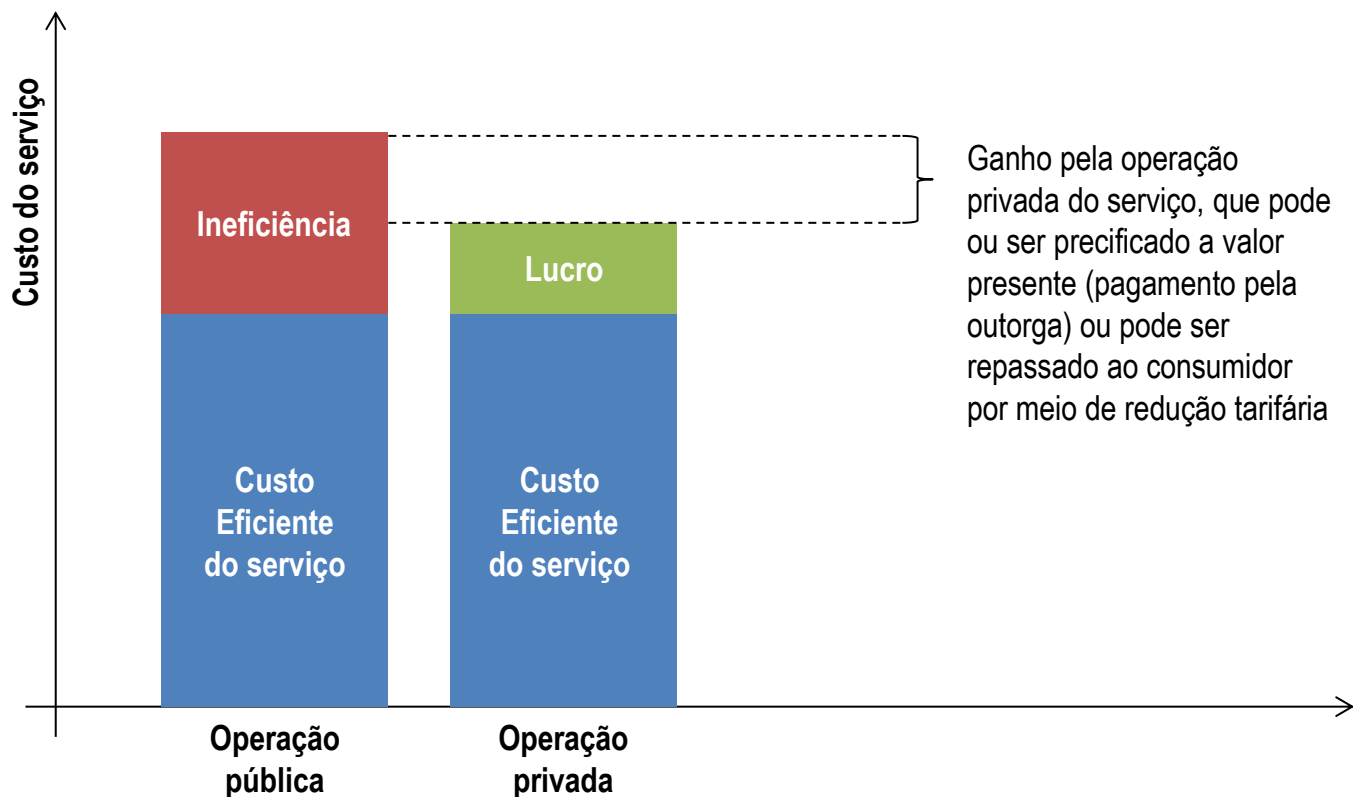 Custo do serviço
Ineficiência
Lucro
Custo
Eficiente
do serviço
Custo
Eficiente
do serviço
Operação
pública
Operação
privada
Ganho pela operação
privada do serviço, que pode
ou ser precificado a valor
presente (pagamento pela
outorga) ou pode ser
repassado ao consumidor
por meio de redução tarifária